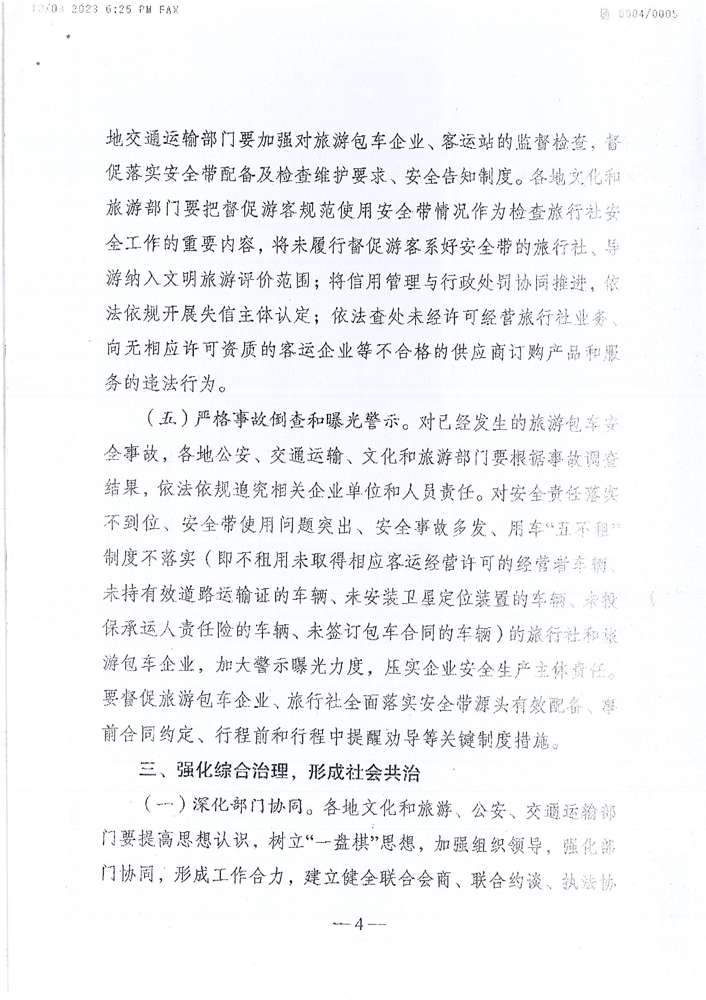 13/03 2023 6:25 PM FAX
0004/0005
地交通运输部门要加强对旅游包车企业、客运站的监督检查，督
促落实安全带配备及检查维护要求、安全告知制度。各地文化和
旅游部门要把督促游客规范使用安全带情况作为检查旅行社安
全工作的重要内容，将未履行督促游客系好安全带的旅行社、导
游纳入文明旅游评价范围；将信用管理与行政处罚协同推进，依
法依规开展失信主体认定；依法查处未经许可经营旅行社业务、
向无相应许可资质的客运企业等不合格的供应商订购产品和服
务的违法行为。
（五）严格事故倒查和曝光警示。对已经发生的旅游包车安
全事故，各地公安、交通运输、文化和旅游部门要根据事故调查
结果，依法依规追究相关企业单位和人员责任。对安全责任落实
不到位、安全带使用问题突出、安全事故多发、用车“五不租”
制度不落实（即不租用未取得相应客运经营许可的经营者车辆、
未持有效道路运输证的车辆、未安装卫星定位装置的车辆、未投
保承运人责任险的车辆、未签订包车合同的车辆）的旅行社和旅
游包车企业，加大警示曝光力度，压实企业安全生产主体责任。
要督促旅游包车企业、旅行社全面落实安全带源头有效配备、事
前合同约定、行程前和行程中提醒劝导等关键制度措施。
三、强化综合治理，形成社会共治
（一）深化部门协同。各地文化和旅游、公安、交通运输部
门要提高思想认识，树立“一盘棋”思想，加强组织领导，强化部
门协同，形成工作合力，建立健全联合会商、联合约谈、执法协
—4—